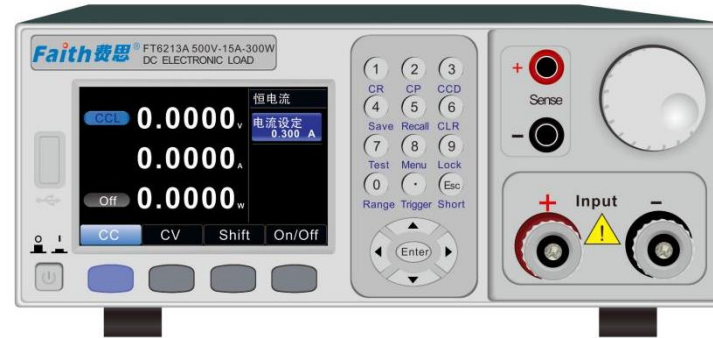 Faith费思® FT6213A 500V-15A-300W
DC ELECTRONIC LOAD
CCL 0.0000 V
0.0000 A
Off 0.0000 W
恒电流
电流设定
0.300 A
CC CV Shift On/Off
1 2 3
CR CP CCD
4 5 6
Save Recall CLR
7 8 9
Test Menu Lock
0 · Esc
Range Trigger Short
Enter
+
Sense
-
+ Input -
!
O I